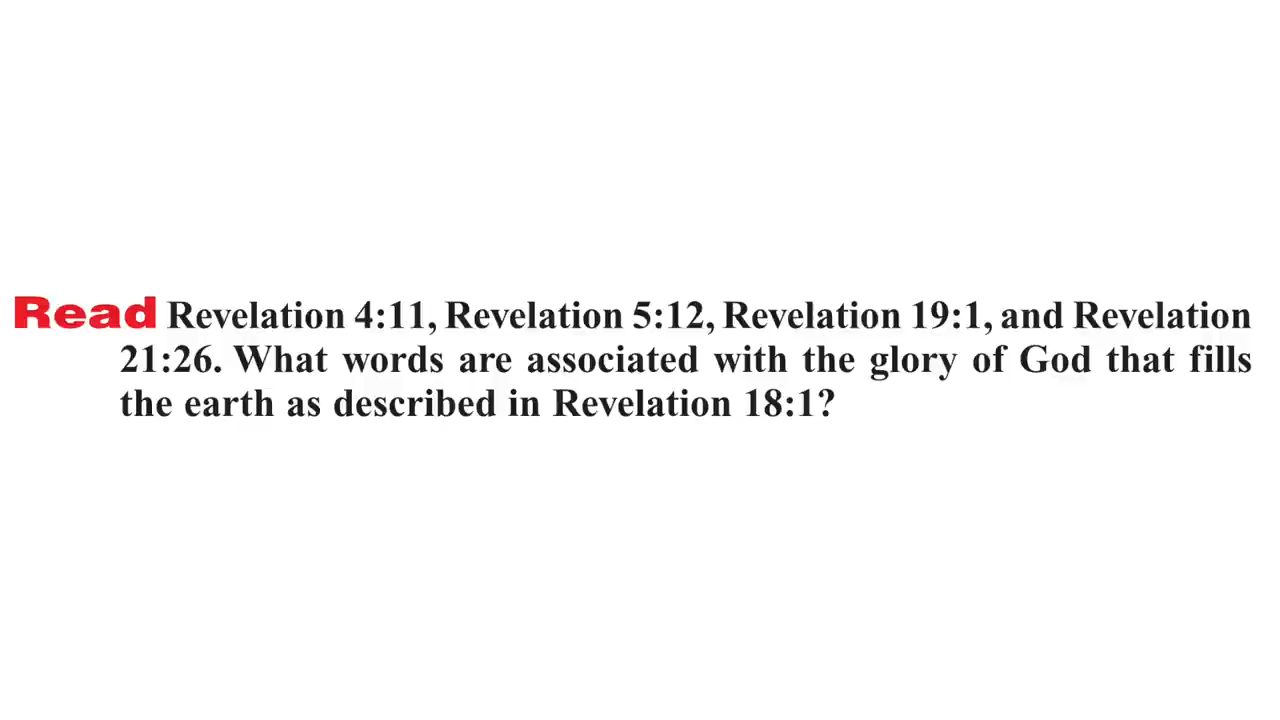 Read Revelation 4:11, Revelation 5:12, Revelation 19:1, and Revelation
21:26. What words are associated with the glory of God that fills
the earth as described in Revelation 18:1?